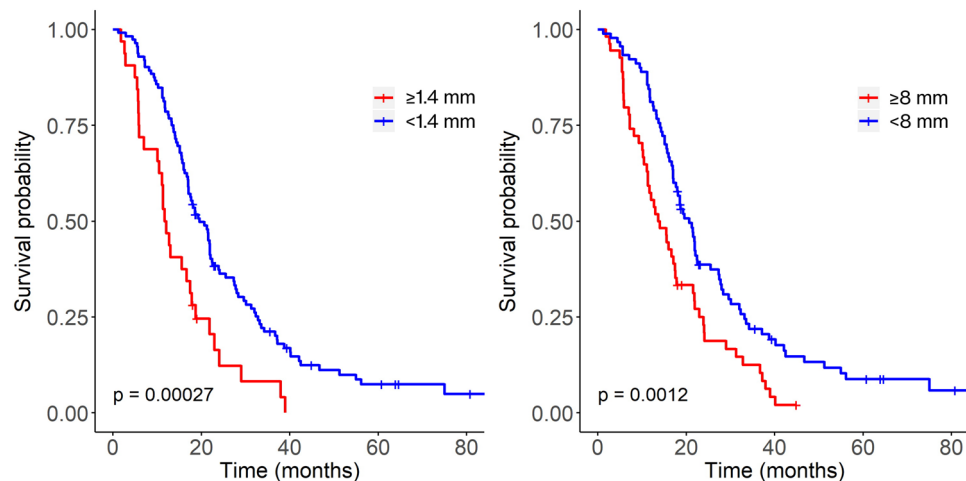 1.00
0.75
0.50
0.25
0.00
Survival probability
≥1.4 mm
<1.4 mm
p = 0.00027
0
20
40
60
80
Time (months)
1.00
0.75
0.50
0.25
0.00
Survival probability
≥8 mm
<8 mm
p = 0.0012
0
20
40
60
80
Time (months)